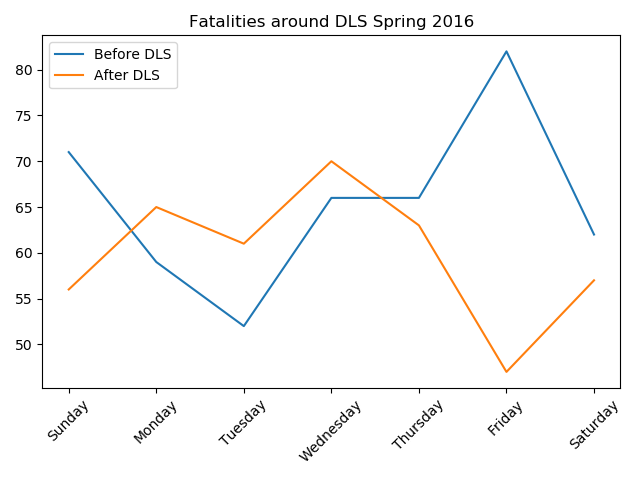 Fatalities around DLS Spring 2016
Before DLS
After DLS
80
75
70
65
60
55
50
Sunday
Monday
Tuesday
Wednesday
Thursday
Friday
Saturday